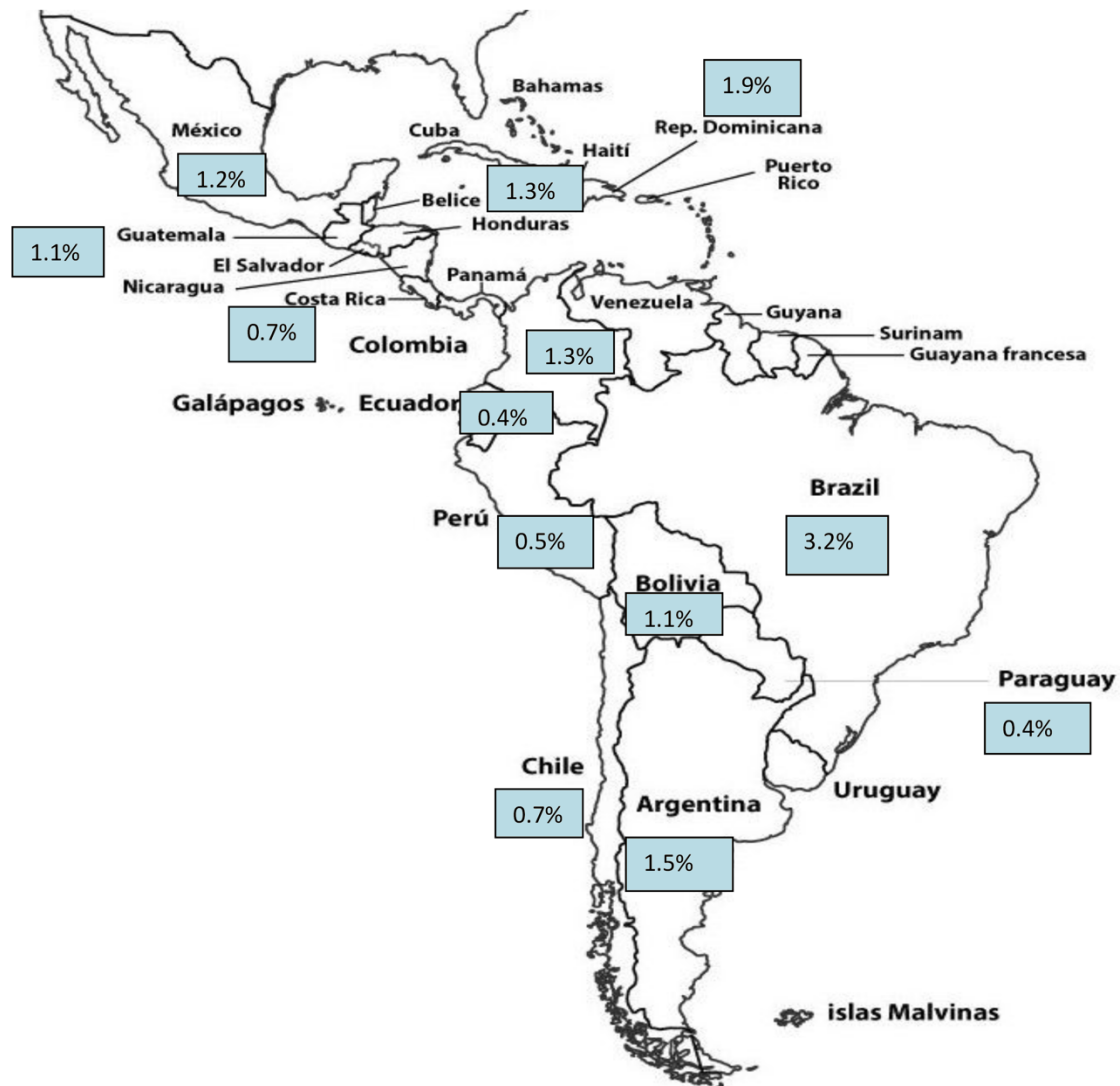 1.9%
Bahamas
México
Cuba
Rep. Dominicana
Haití
Puerto
Rico
1.2%
1.3%
Belice
Honduras
Guatemala
1.1%
El Salvador
Nicaragua
Panamá
Costa Rica
Venezuela
Guyana
0.7%
Surinam
Colombia
1.3%
Guayana francesa
Galápagos
Ecuador
0.4%
Brazil
Perú
0.5%
3.2%
Bolivia
1.1%
Paraguay
0.4%
Chile
Uruguay
0.7%
Argentina
1.5%
islas Malvinas